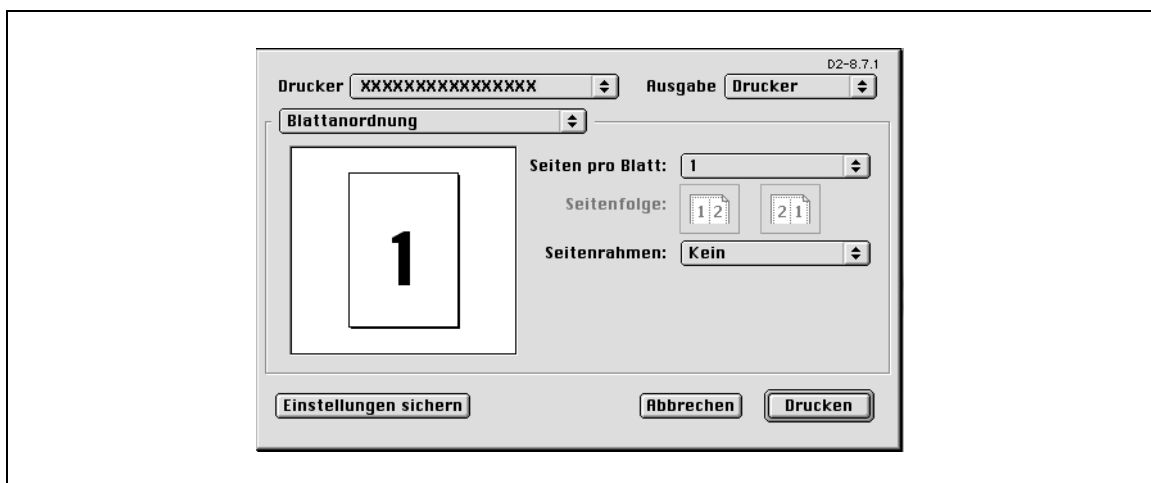 D2-8.7.1
Drucker XXXXXXXXXXXXXXXX Ausgabe Drucker
Blattanordnung
1
Seiten pro Blatt: 1
Seitenfolge: 1 2 2 1
Seitenrahmen: Kein
Einstellungen sichern Abbrechen Drucken